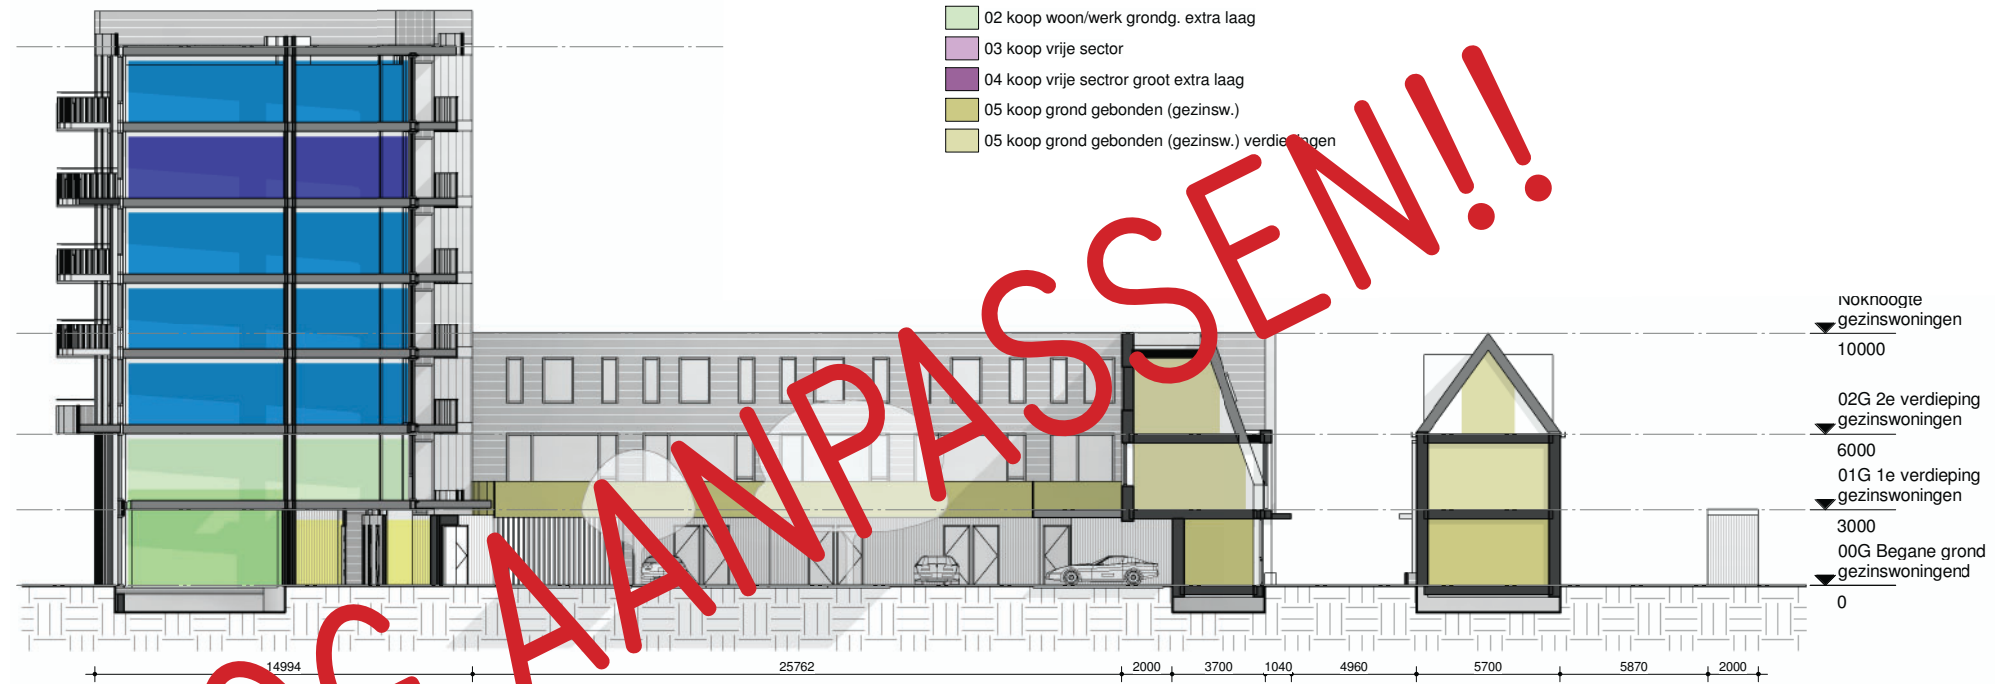 02 koop woon/werk grondg. extra laag
03 koop vrije sector
04 koop vrije sectror groot extra laag
05 koop grond gebonden (gezinsw.)
05 koop grond gebonden (gezinsw.) verdiepingen
AANPASSEN!!
Nokhoogte
gezinswoningen
10000
02G 2e verdieping
gezinswoningen
6000
01G 1e verdieping
gezinswoningen
3000
00G Begane grond
gezinswoningend
0
14994 25762 2000 3700 1040 4960 5700 5870 2000